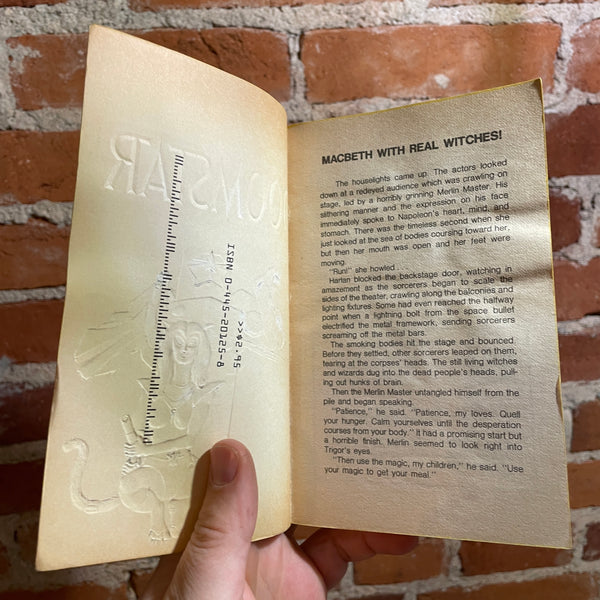 ISBN 0-445-20125-8
>>$2.95
MACBETH WITH REAL WITCHES!
The houselights came up. The actors looked
down at a redeyed audience which was crawling on
stage, led by a horribly grinning Merlin Master. His
slithering manner and the expression on his face
immediately spoke to Napoleon's heart, mind, and
stomach. There was the timeless second when she
just looked at the sea of bodies coursing toward her,
but then her mouth was open and her feet were
moving.
"Run!" she howled . . .
Harlan blocked the backstage door, watching in
amazement as the sorcerers began to scale the
sides of the theater, crawling along the balconies and
lighting fixtures. Some had even reached the halfway
point when a lightning bolt from the space bullet
electrified the metal framework, sending sorcerers
screaming off the metal bars.
The smoking bodies hit the stage and bounced.
Before they settled, other sorcerers leaped on them,
tearing at the corpses' heads. The still living witches
and wizards dug into the dead people's heads, pull-
ing out hunks of brain.
Then the Merlin Master untangled himself from the
pile and began speaking.
"Patience," he said. "Patience, my loves. Quell
your hunger. Calm yourselves until the desperation
courses from your body." It had a promising start but
a horrible finish. Merlin seemed to look right into
Trigor's eyes.
"Then use the magic, my children," he said. "Use
your magic to get your meal."